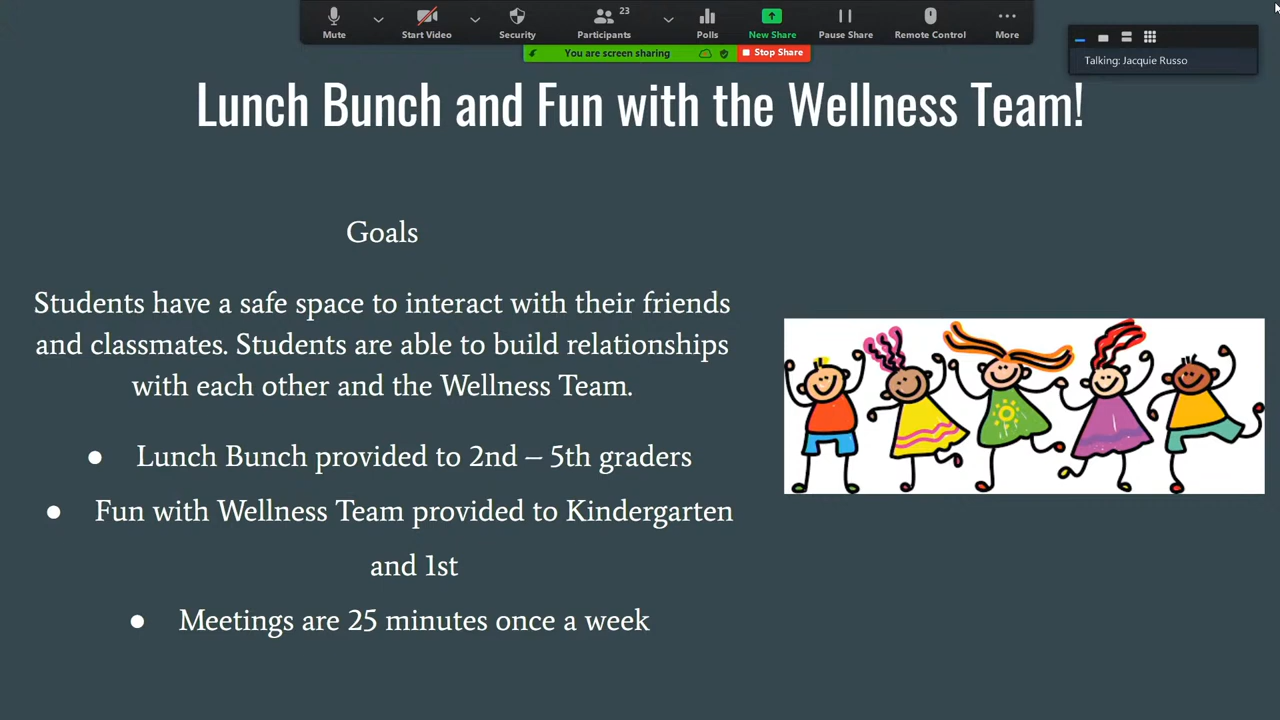 23
Mute
Start Video
Security
Participants
Polls
New Share
Pause Share
Remote Control
More
You are screen sharing
Stop Share
Talking: Jacquie Russo
Lunch Bunch and Fun with the Wellness Team!
Goals
Students have a safe space to interact with their friends
and classmates. Students are able to build relationships
with each other and the Wellness Team.
● Lunch Bunch provided to 2nd – 5th graders
● Fun with Wellness Team provided to Kindergarten
and 1st
● Meetings are 25 minutes once a week